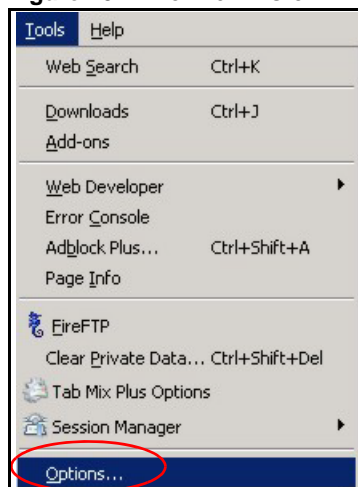 Tools Help
Web Search Ctrl+K
Downloads Ctrl+J
Add-ons
Web Developer
Error Console
Adblock Plus... Ctrl+Shift+A
Page Info
FireFTP
Clear Private Data... Ctrl+Shift+Del
Tab Mix Plus Options
Session Manager
Options...